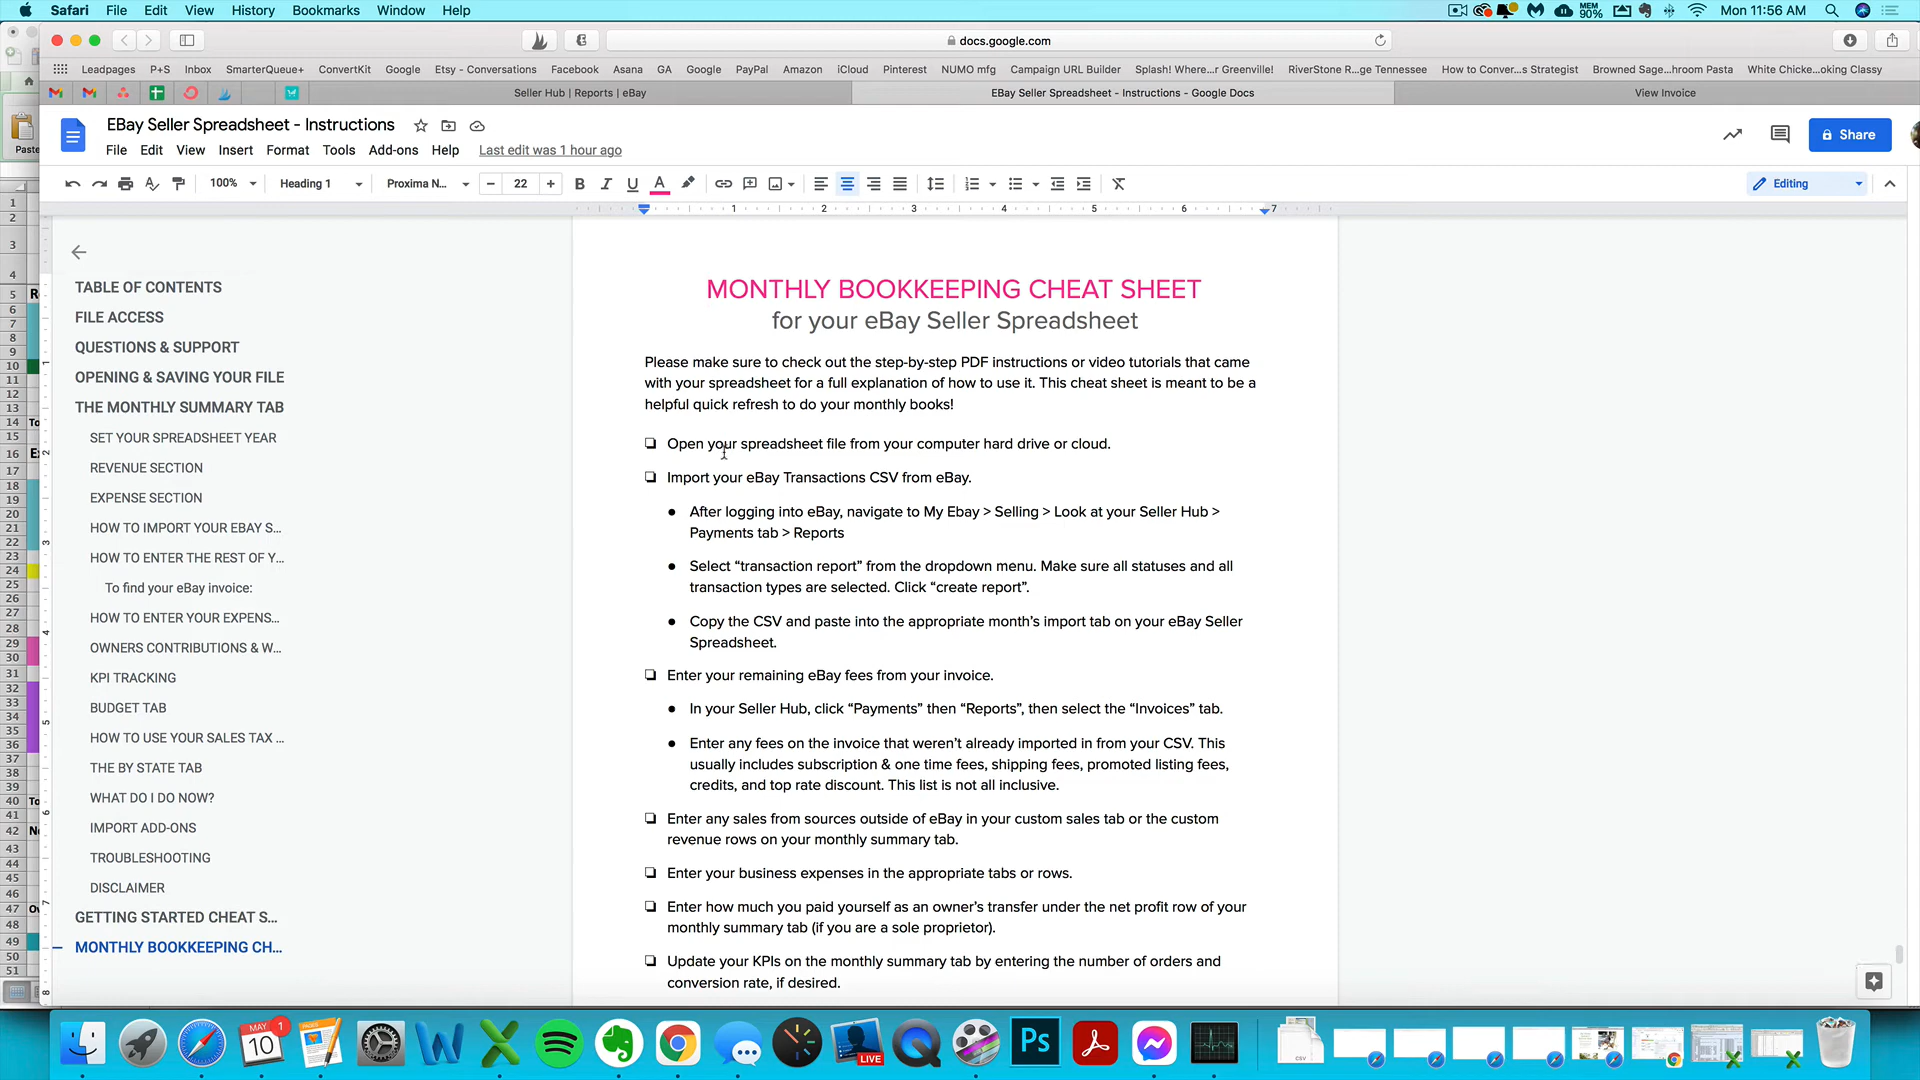 Safari File Edit View History Bookmarks Window Help
MEM 90% Mon 11:56 AM
docs.google.com
Leadpages P+S Inbox SmarterQueue+ ConvertKit Google Etsy - Conversations Facebook Asana GA Google PayPal Amazon iCloud Pinterest NUMO mfg Campaign URL Builder Splash! Where...r Greenville! RiverStone R...ge Tennessee How to Conver...s Strategist Browned Sage...hroom Pasta White Chicke...oking Classy
Seller Hub | Reports | eBay EBay Seller Spreadsheet - Instructions - Google Docs View Invoice
EBay Seller Spreadsheet - Instructions
Share
Paste
File Edit View Insert Format Tools Add-ons Help Last edit was 1 hour ago
100% Heading 1 Proxima N... 22 B I U A Editing
1 2 3 4 5 6 7
TABLE OF CONTENTS
FILE ACCESS
QUESTIONS & SUPPORT
OPENING & SAVING YOUR FILE
THE MONTHLY SUMMARY TAB
SET YOUR SPREADSHEET YEAR
REVENUE SECTION
EXPENSE SECTION
HOW TO IMPORT YOUR EBAY S...
HOW TO ENTER THE REST OF Y...
To find your eBay invoice:
HOW TO ENTER YOUR EXPENS...
OWNERS CONTRIBUTIONS & W...
KPI TRACKING
BUDGET TAB
HOW TO USE YOUR SALES TAX ...
THE BY STATE TAB
WHAT DO I DO NOW?
IMPORT ADD-ONS
TROUBLESHOOTING
DISCLAIMER
GETTING STARTED CHEAT S...
MONTHLY BOOKKEEPING CH...
MONTHLY BOOKKEEPING CHEAT SHEET
for your eBay Seller Spreadsheet
Please make sure to check out the step-by-step PDF instructions or video tutorials that came
with your spreadsheet for a full explanation of how to use it. This cheat sheet is meant to be a
helpful quick refresh to do your monthly books!
Open your spreadsheet file from your computer hard drive or cloud.
Import your eBay Transactions CSV from eBay.
After logging into eBay, navigate to My Ebay > Selling > Look at your Seller Hub >
Payments tab > Reports
Select “transaction report” from the dropdown menu. Make sure all statuses and all
transaction types are selected. Click “create report”.
Copy the CSV and paste into the appropriate month’s import tab on your eBay Seller
Spreadsheet.
Enter your remaining eBay fees from your invoice.
In your Seller Hub, click “Payments” then “Reports”, then select the “Invoices” tab.
Enter any fees on the invoice that weren’t already imported in from your CSV. This
usually includes subscription & one time fees, shipping fees, promoted listing fees,
credits, and top rate discount. This list is not all inclusive.
Enter any sales from sources outside of eBay in your custom sales tab or the custom
revenue rows on your monthly summary tab.
Enter your business expenses in the appropriate tabs or rows.
Enter how much you paid yourself as an owner’s transfer under the net profit row of your
monthly summary tab (if you are a sole proprietor).
Update your KPIs on the monthly summary tab by entering the number of orders and
conversion rate, if desired.
MAY 10 1
PAGES
LIVE
Ps
CSV